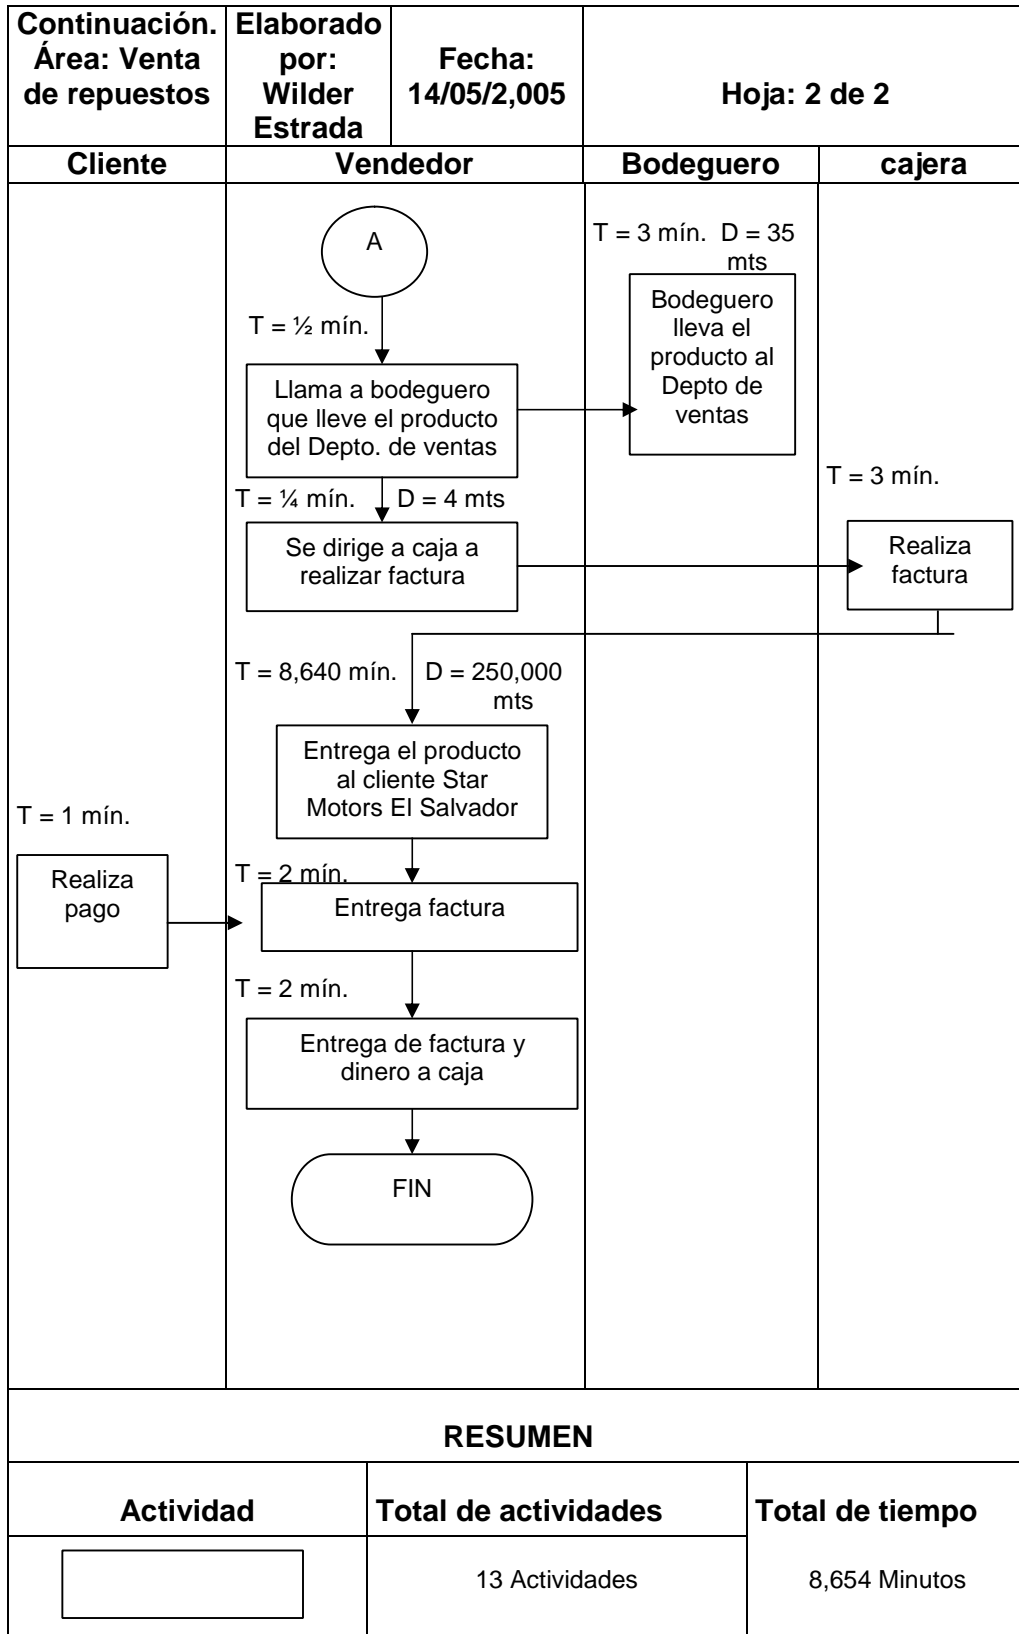 Continuación.
Área: Venta
de repuestos
Elaborado
por:
Wilder
Estrada
Fecha:
14/05/2,005
Hoja: 2 de 2
Cliente
Vendedor
Bodeguero
cajera
A
T = 3 mín. D = 35
mts
Bodeguero
lleva el
producto al
Depto de
ventas
T = ½ mín.
Llama a bodeguero
que lleve el producto
del Depto. de ventas
T = 3 mín.
T = ¼ mín. D = 4 mts
Se dirige a caja a
realizar factura
Realiza
factura
T = 8,640 mín. D = 250,000
mts
Entrega el producto
al cliente Star
Motors El Salvador
T = 1 mín.
Realiza
pago
T = 2 mín.
Entrega factura
T = 2 mín.
Entrega de factura y
dinero a caja
FIN
RESUMEN
Actividad
Total de actividades
Total de tiempo
13 Actividades
8,654 Minutos